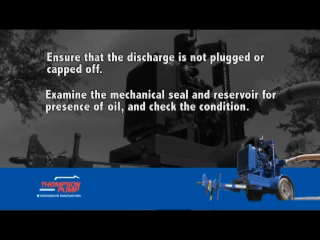 Ensure that the discharge is not plugged or
capped off.
Examine the mechanical seal and reservoir for
presence of oil, and check the condition.
THOMPSON
PUMP